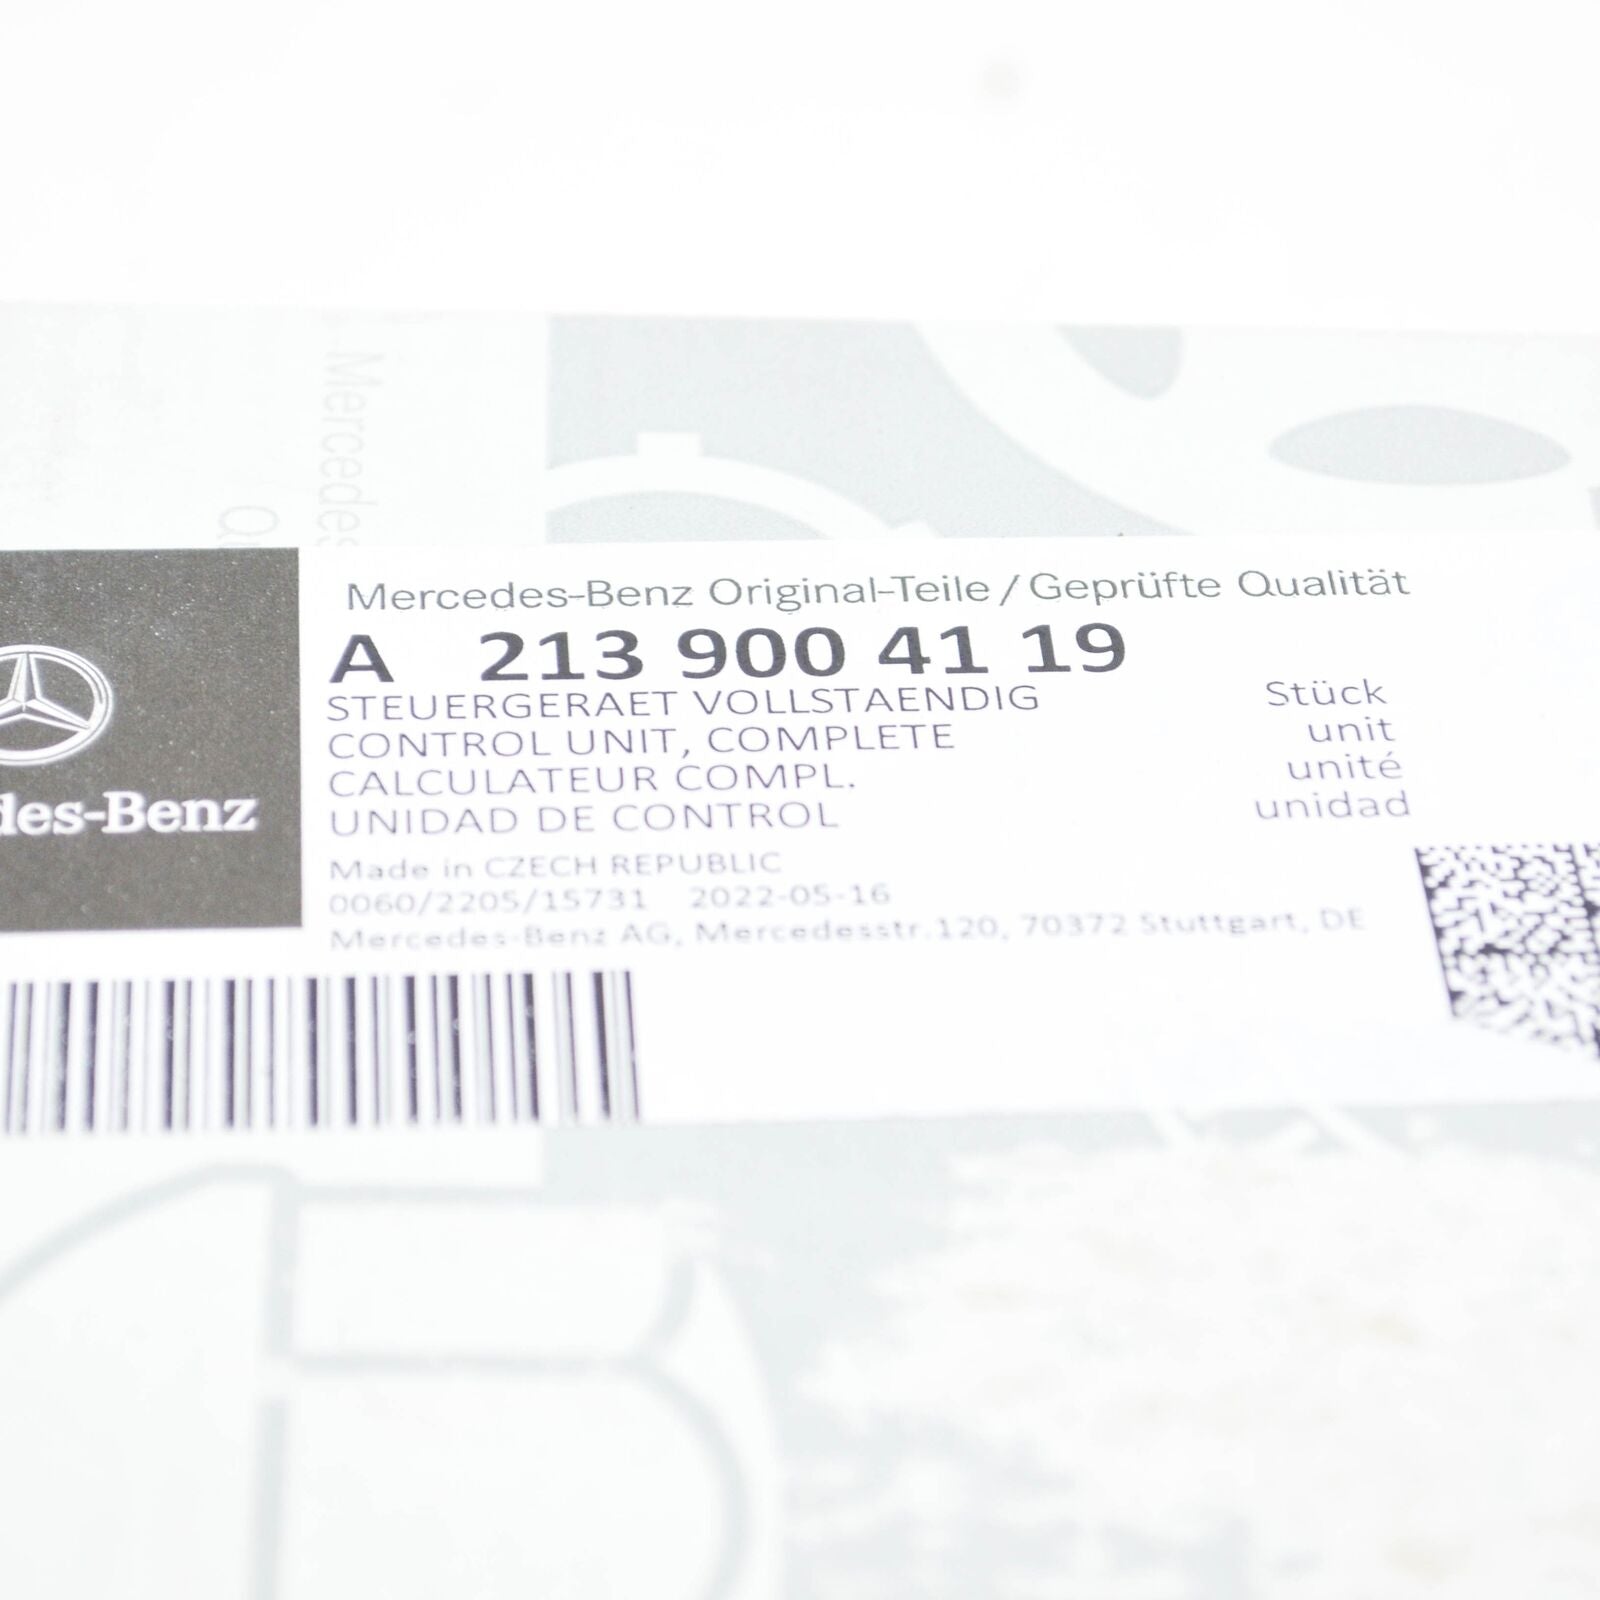 Mercedes
Qu
Mercedes-Benz Original-Teile / Geprüfte Qualität
A 213 900 41 19
STEUERGERAET VOLLSTAENDIG Stück
CONTROL UNIT, COMPLETE unit
CALCULATEUR COMPL. unité
UNIDAD DE CONTROL unidad
des-Benz
Made in CZECH REPUBLIC
0060/2205/15731 2022-05-16
Mercedes-Benz AG, Mercedesstr.120, 70372 Stuttgart, DE